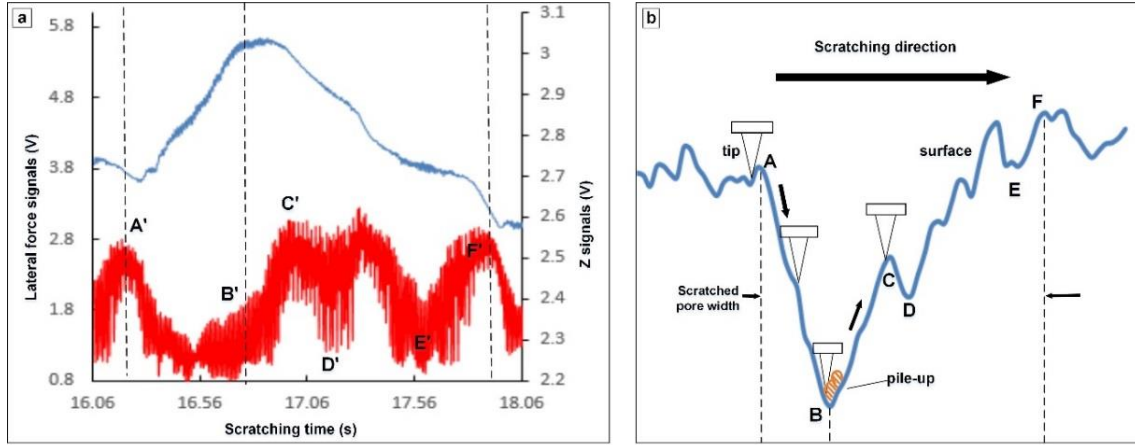 a
5.8
4.8
3.8
2.8
1.8
0.8
Lateral force signals (V)
3.1
3
2.9
2.8
2.7
2.6
2.5
2.4
2.3
2.2
Z signals (V)
A'
B'
C'
D'
E'
F'
16.06
16.56
17.06
17.56
18.06
Scratching time (s)
b
Scratching direction
tip
A
surface
F
E
C
D
Scratched
pore width
pile-up
B